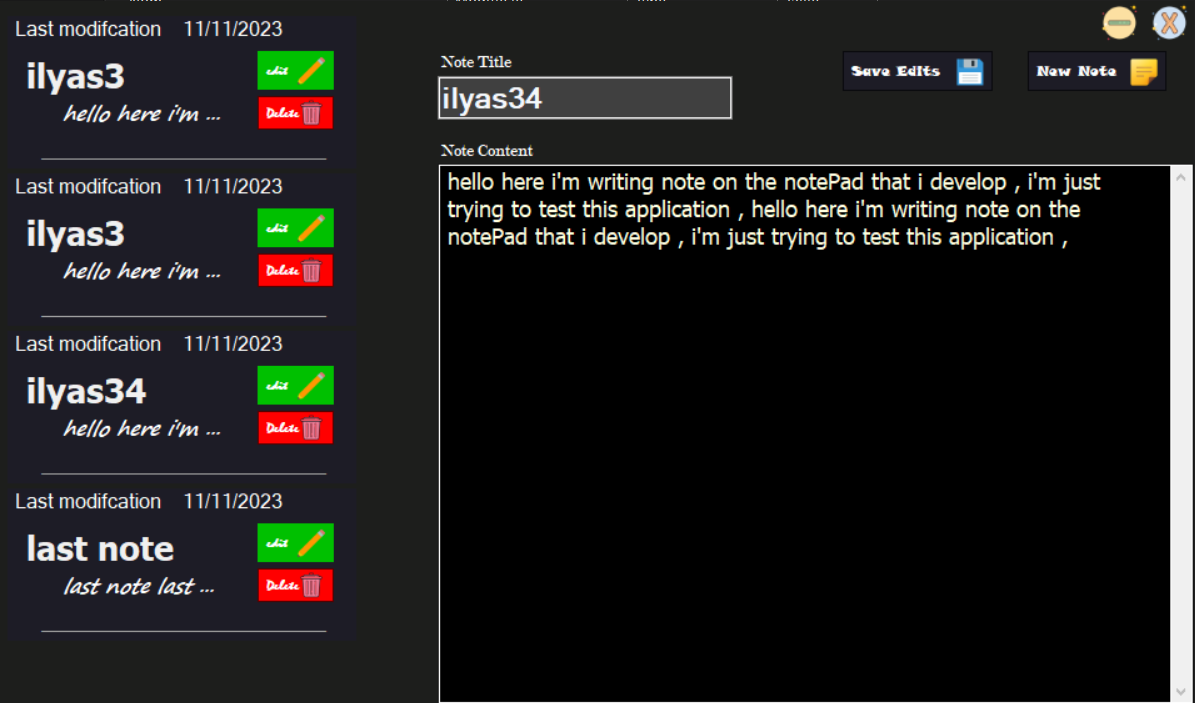 Last modifcation 11/11/2023
ilyas3
edit
hello here i'm ...
Delete
Last modifcation 11/11/2023
ilyas3
edit
hello here i'm ...
Delete
Last modifcation 11/11/2023
ilyas34
edit
hello here i'm ...
Delete
Last modifcation 11/11/2023
last note
edit
last note last ...
Delete
Note Title
ilyas34
Save Edits
New Note
Note Content
hello here i'm writing note on the notePad that i develop , i'm just
trying to test this application , hello here i'm writing note on the
notePad that i develop , i'm just trying to test this application ,